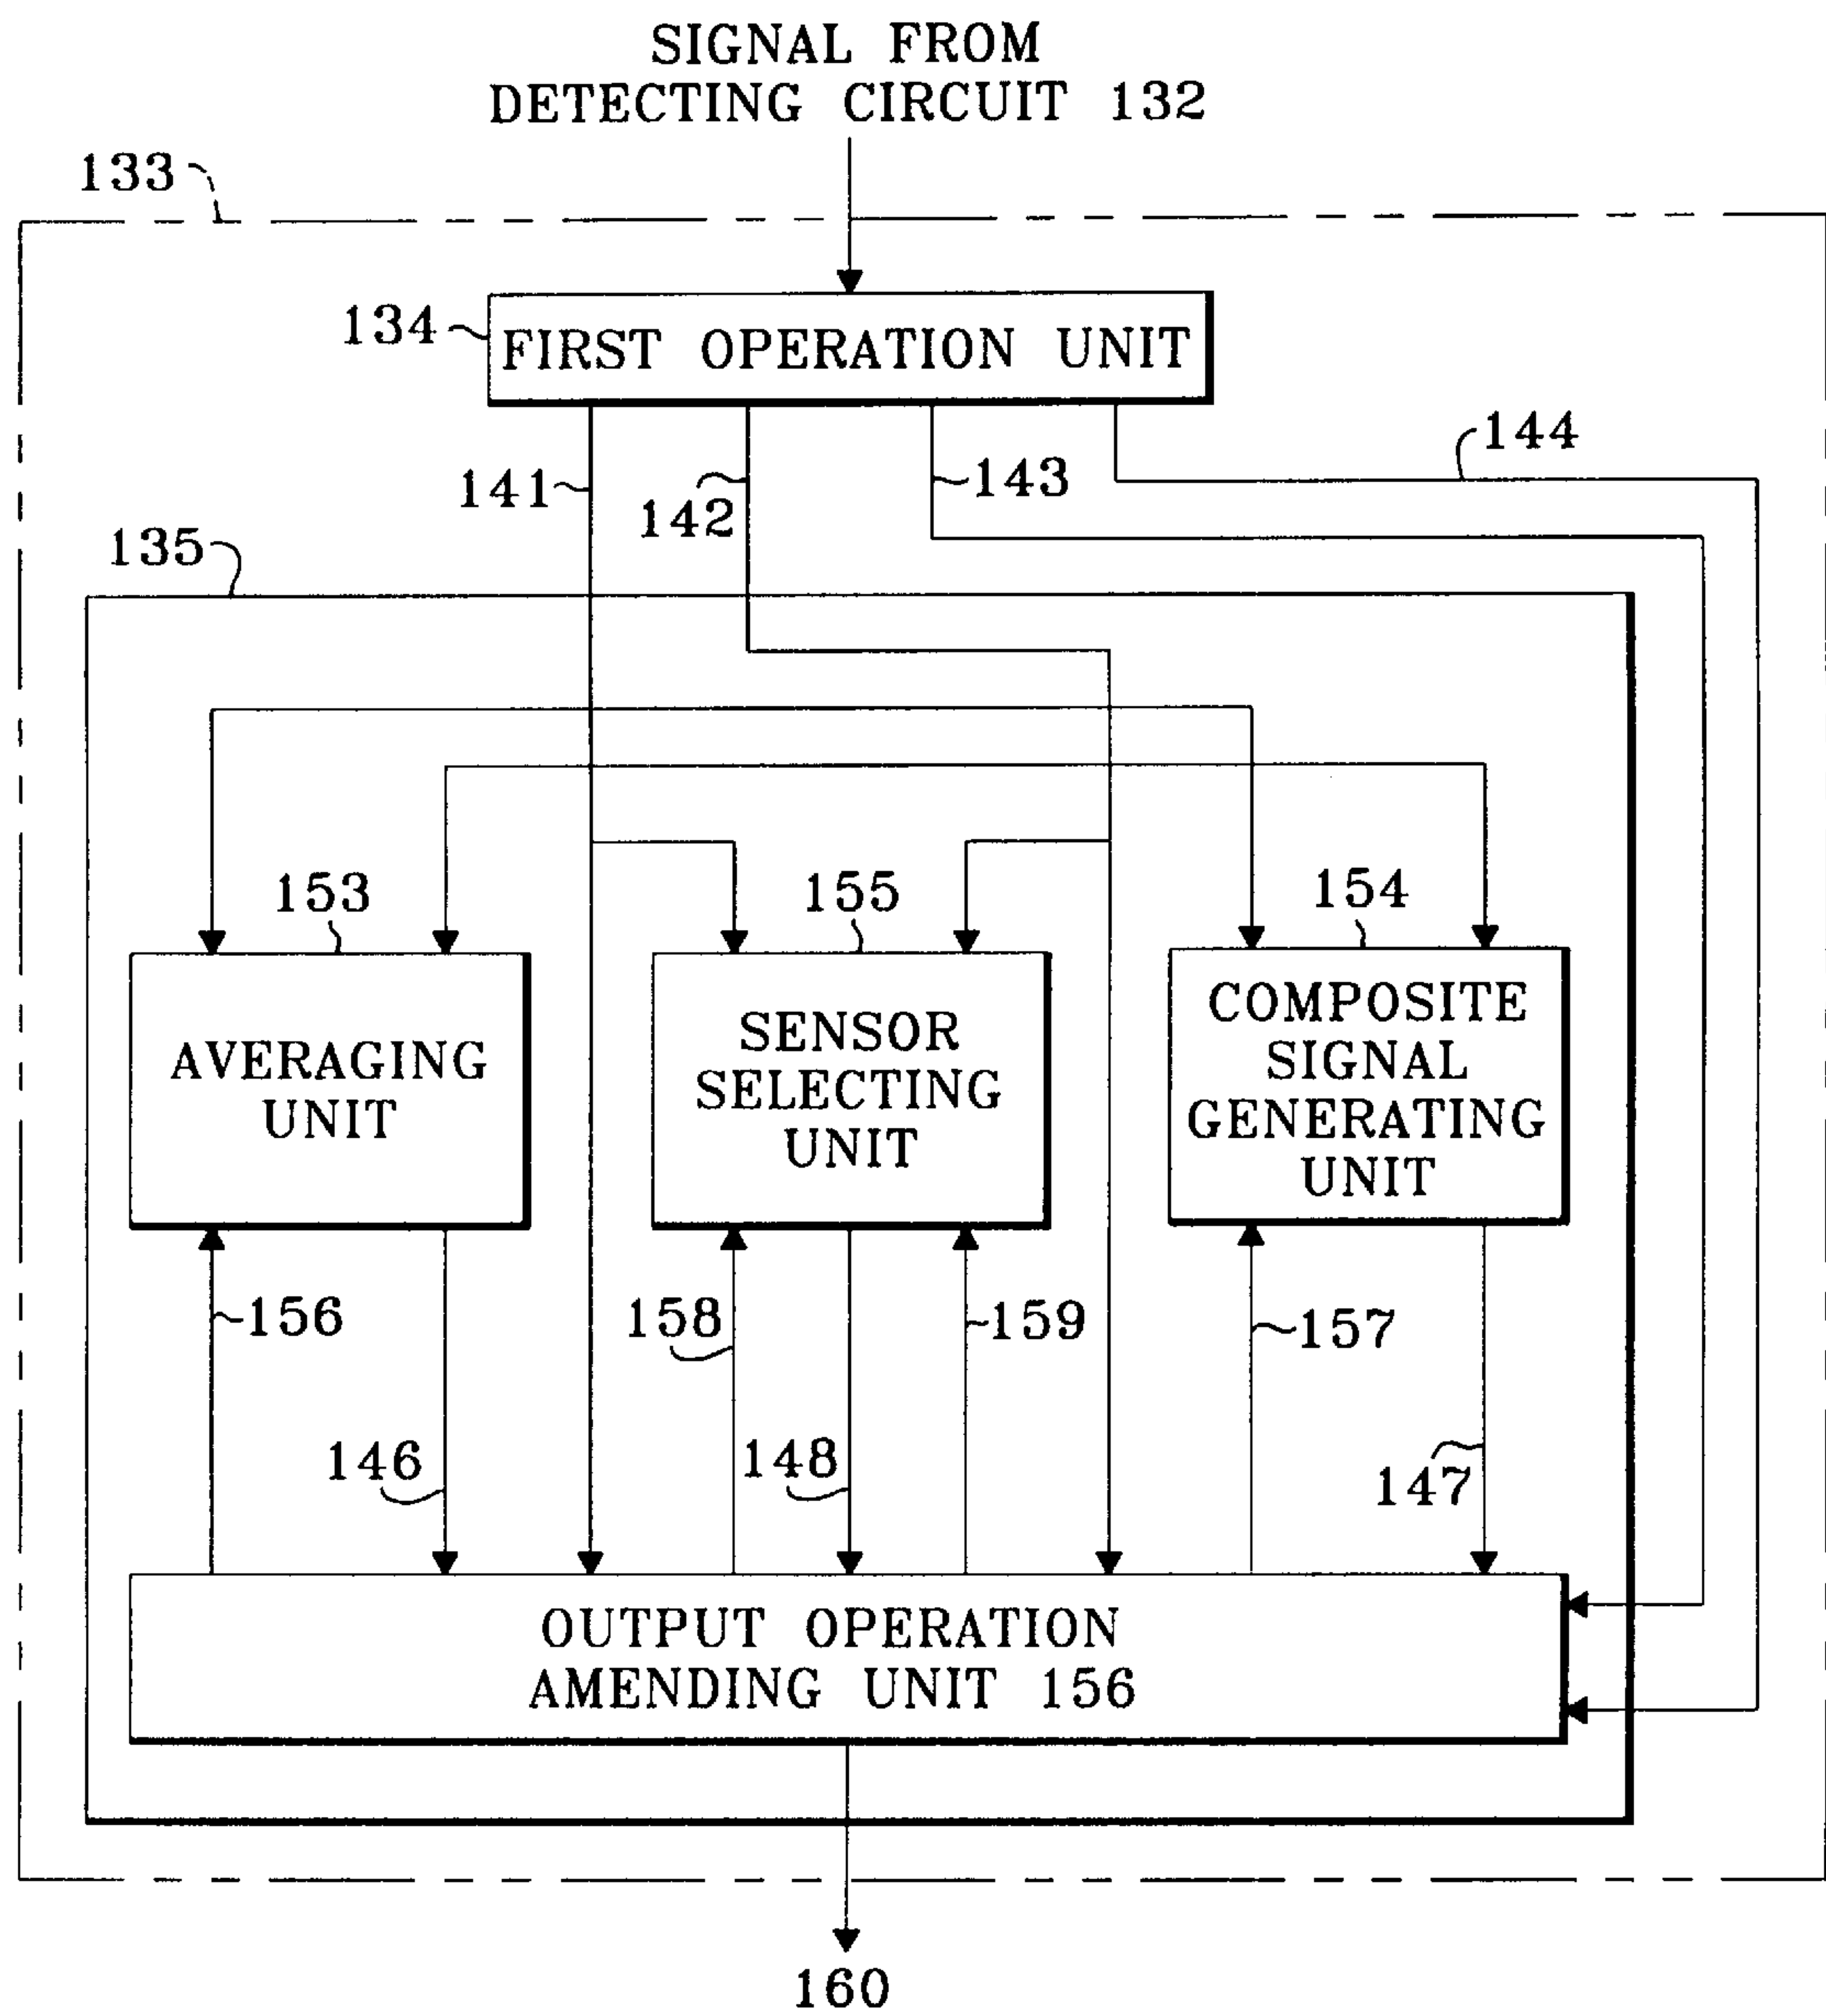 SIGNAL FROM
DETECTING CIRCUIT 132
133
134
FIRST OPERATION UNIT
141
142
143
144
135
153
155
154
AVERAGING
UNIT
SENSOR
SELECTING
UNIT
COMPOSITE
SIGNAL
GENERATING
UNIT
156
158
159
157
146
148
147
OUTPUT OPERATION
AMENDING UNIT 156
160